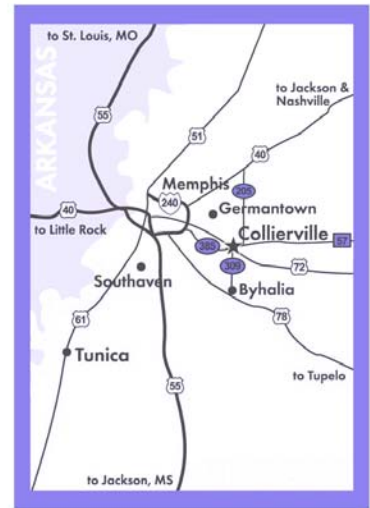 to St. Louis, MO
ARKANSAS
55
51
to Jackson &
Nashville
40
Memphis
205
240
Germantown
40
Collierville
to Little Rock
385
57
309
72
Southaven
Byhalia
61
78
Tunica
to Tupelo
55
to Jackson, MS